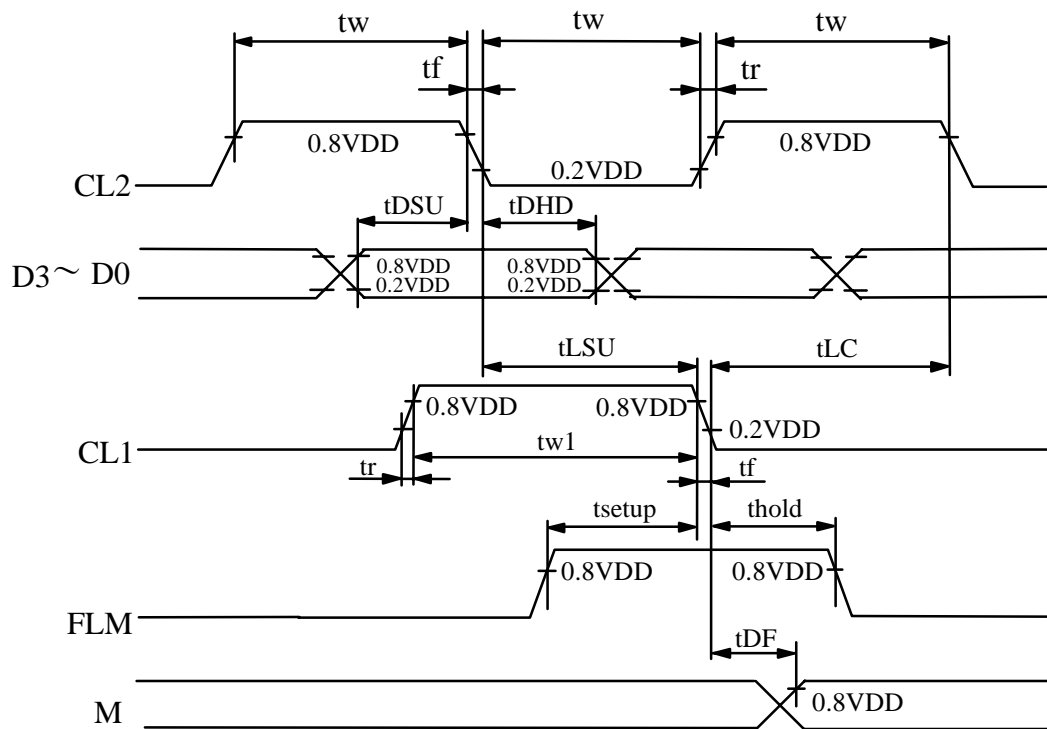 tw tw tw
tf tr
0.8VDD 0.2VDD 0.8VDD
CL2
tDSU tDHD
D3～ D0
0.8VDD 0.8VDD
0.2VDD 0.2VDD
tLSU tLC
0.8VDD 0.8VDD
0.2VDD
CL1
tw1
tr tf
tsetup thold
0.8VDD 0.8VDD
FLM
tDF
0.8VDD
M